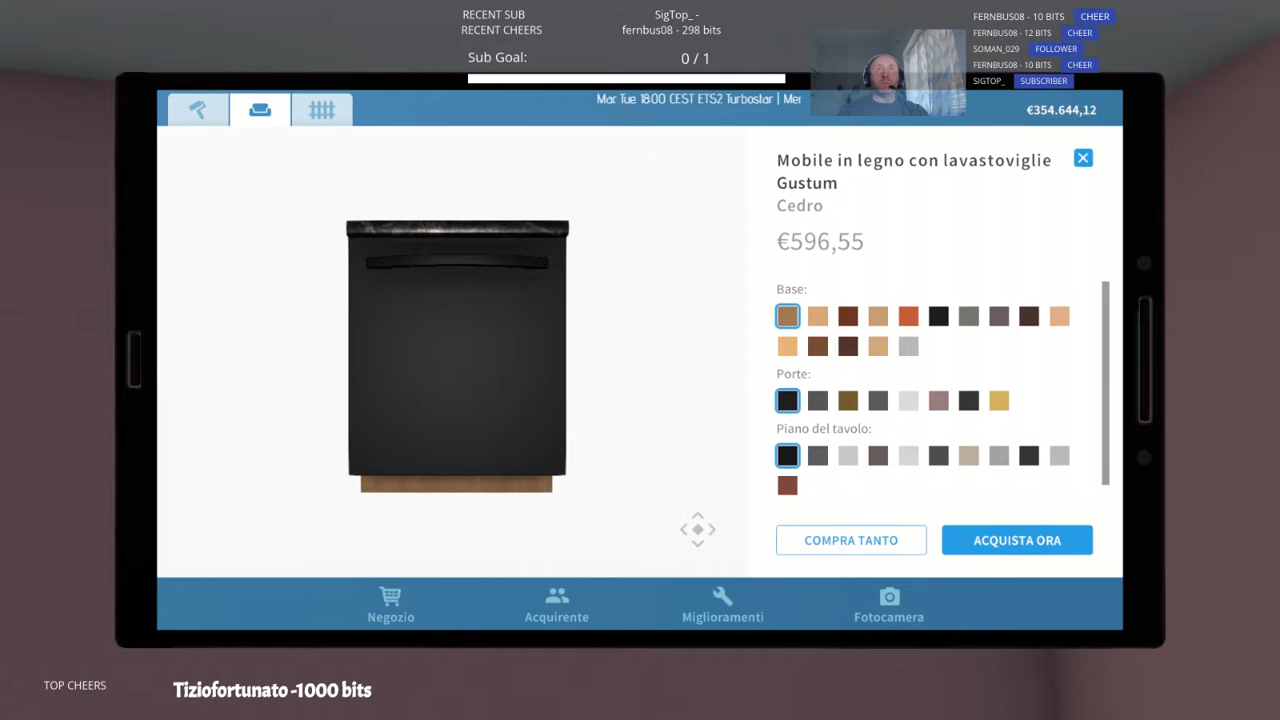 RECENT SUB
SigTop_ -
RECENT CHEERS
fernbus08 - 298 bits
Sub Goal:
0 / 1
FERNBUS08 - 10 BITS CHEER
FERNBUS08 - 12 BITS CHEER
SOMAN_029 FOLLOWER
FERNBUS08 - 10 BITS CHEER
SIGTOP_ SUBSCRIBER
Mar Tue 18:00 CEST ETS2 Turbostar |
€354.644,12
Mobile in legno con lavastoviglie
Gustum
Cedro
€596,55
Base:
Porte:
Piano del tavolo:
COMPRA TANTO
ACQUISTA ORA
Negozio
Acquirente
Miglioramenti
Fotocamera
TOP CHEERS
Tiziofortunato -1000 bits